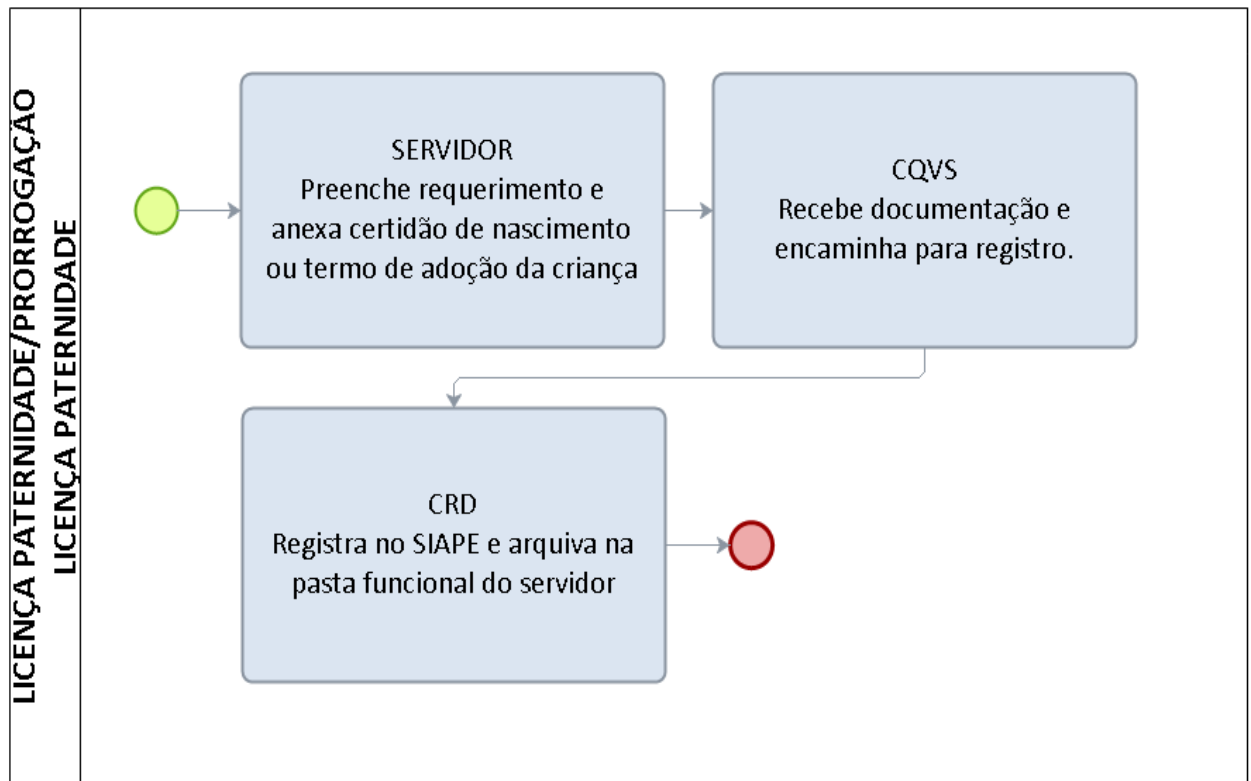 LICENÇA PATERNIDADE/PRORROGAÇÃO
LICENÇA PATERNIDADE
SERVIDOR
Preenche requerimento e
anexa certidão de nascimento
ou termo de adoção da criança
CQVS
Recebe documentação e
encaminha para registro.
CRD
Registra no SIAPE e arquiva na
pasta funcional do servidor